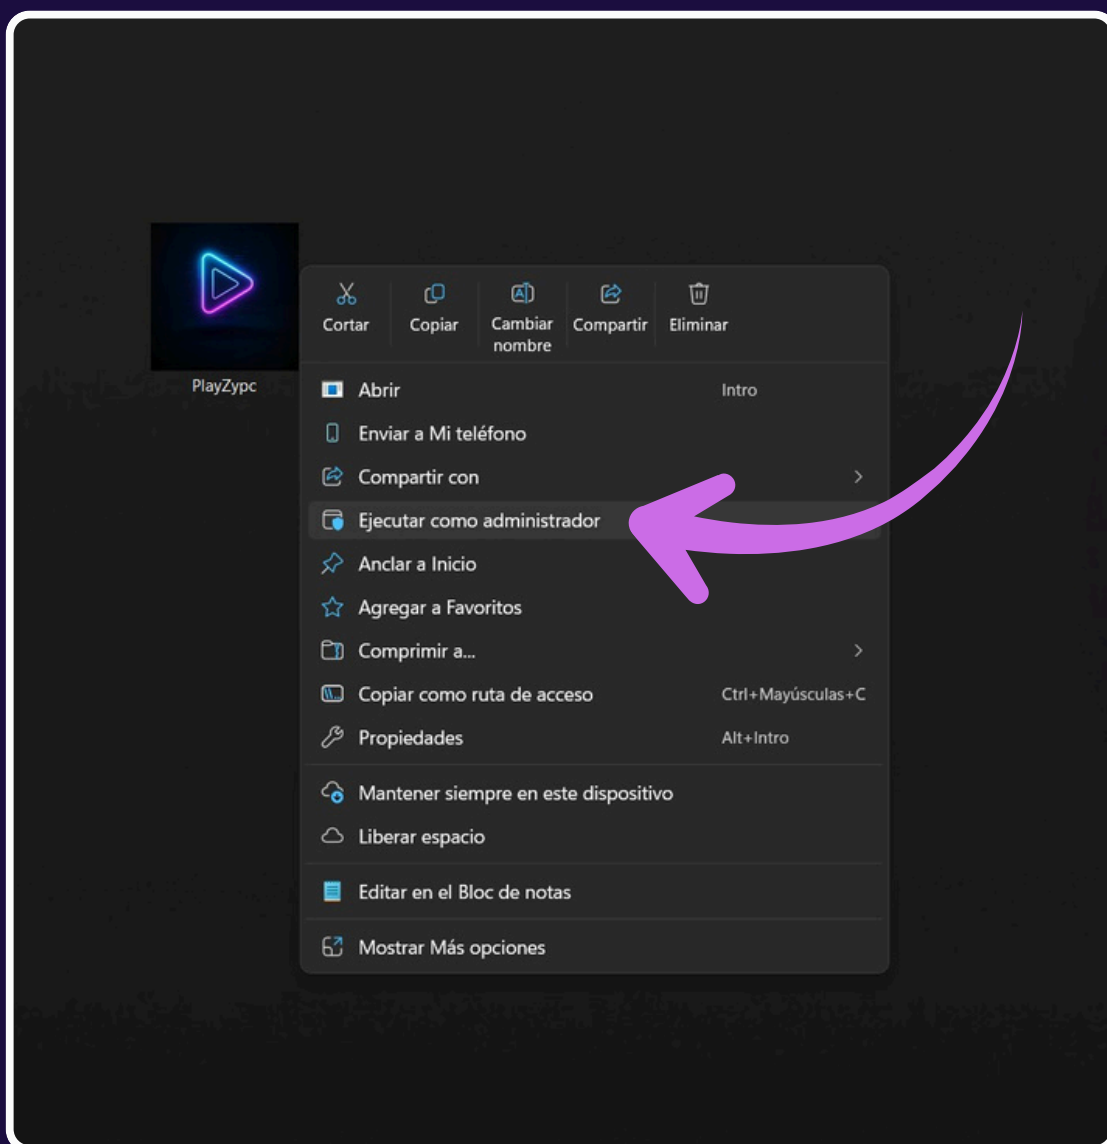 Cortar
Copiar
Cambiar
nombre
Compartir
Eliminar
PlayZypc
Abrir Intro
Enviar a Mi teléfono
Compartir con
Ejecutar como administrador
Anclar a Inicio
Agregar a Favoritos
Comprimir a...
Copiar como ruta de acceso Ctrl+Mayúsculas+C
Propiedades Alt+Intro
Mantener siempre en este dispositivo
Liberar espacio
Editar en el Bloc de notas
Mostrar Más opciones